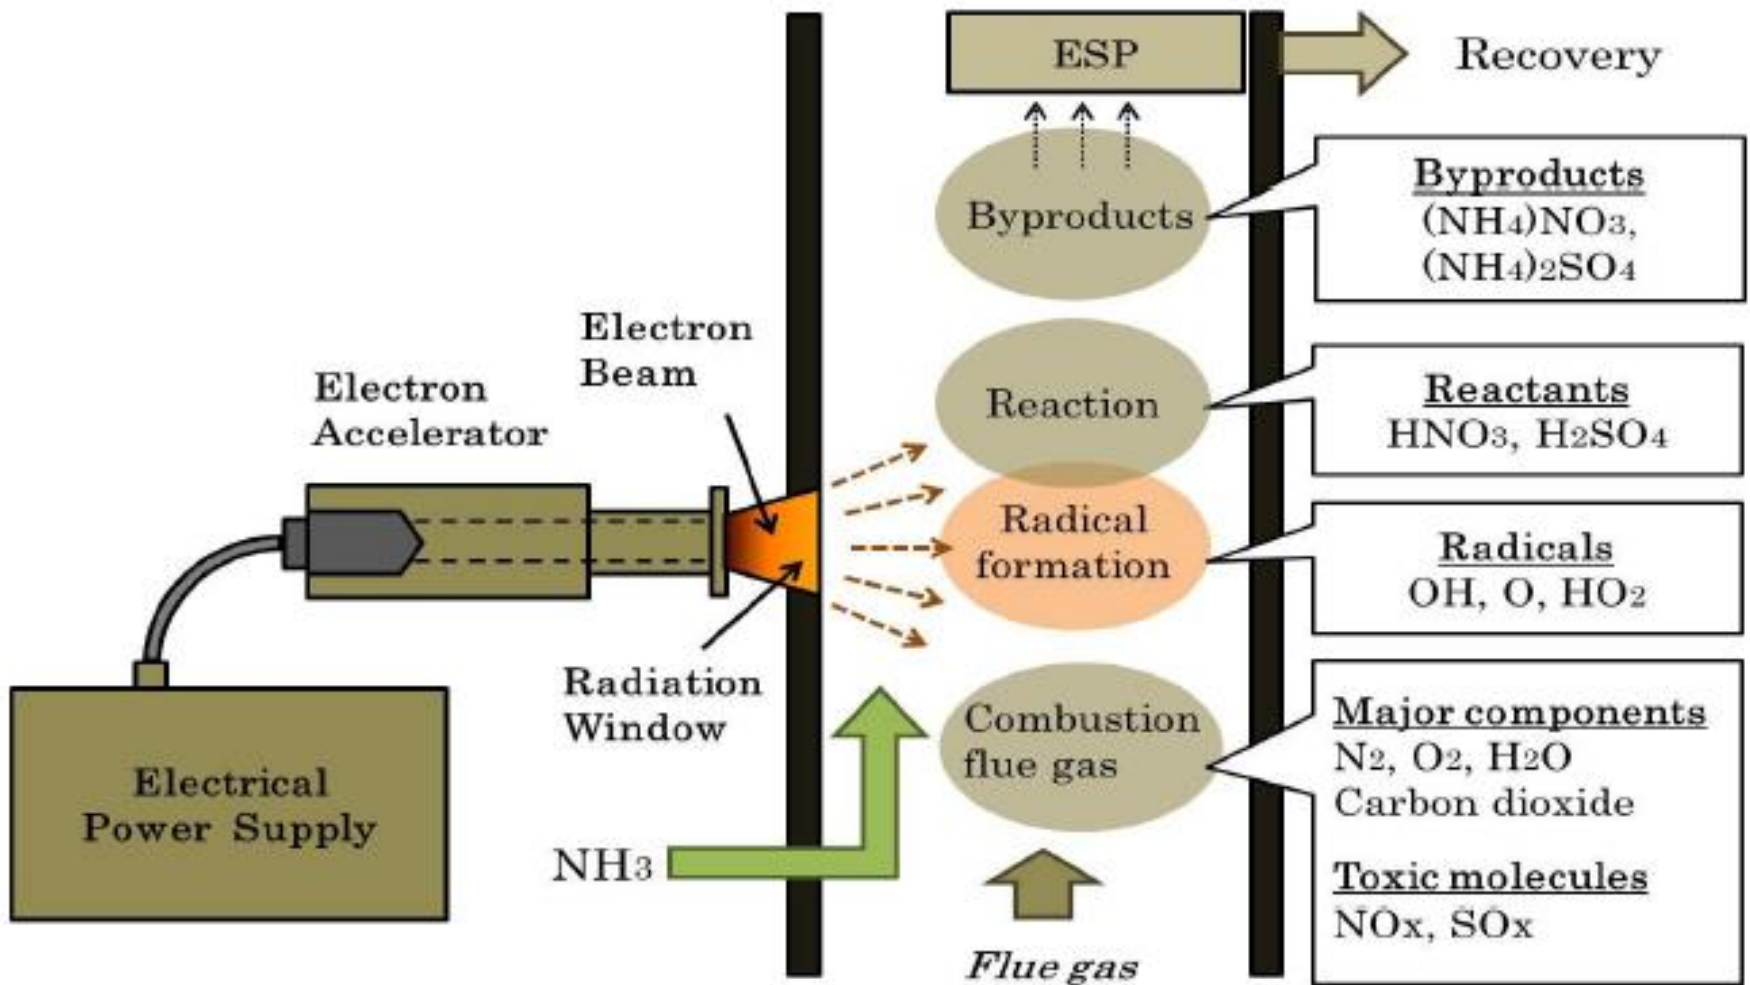 ESP
Recovery
Byproducts
Byproducts
(NH4)NO3,
(NH4)2SO4
Electron
Beam
Electron
Accelerator
Reaction
Reactants
HNO3, H2SO4
Radical
formation
Radicals
OH, O, HO2
Radiation
Window
Combustion
flue gas
Major components
N2, O2, H2O
Carbon dioxide
Toxic molecules
NOx, SOx
Electrical
Power Supply
NH3
Flue gas